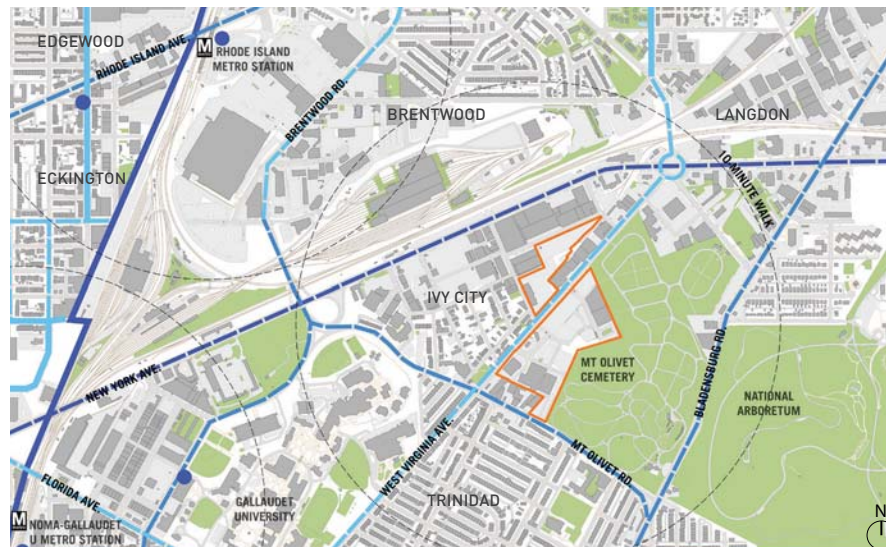 EDGEWOOD
RHODE ISLAND AVE.
M
RHODE ISLAND
METRO STATION
BRENTWOOD RD.
BRENTWOOD
LANGDON
ECKINGTON
10-MINUTE WALK
IVY CITY
NEW YORK AVE.
MT OLIVET
CEMETERY
BLADENSBURG RD.
NATIONAL
ARBORETUM
WEST VIRGINIA AVE.
MT OLIVET RD.
FLORIDA AVE.
GALLAUDET
UNIVERSITY
TRINIDAD
M
NOMA-GALLAUDET
U METRO STATION
N